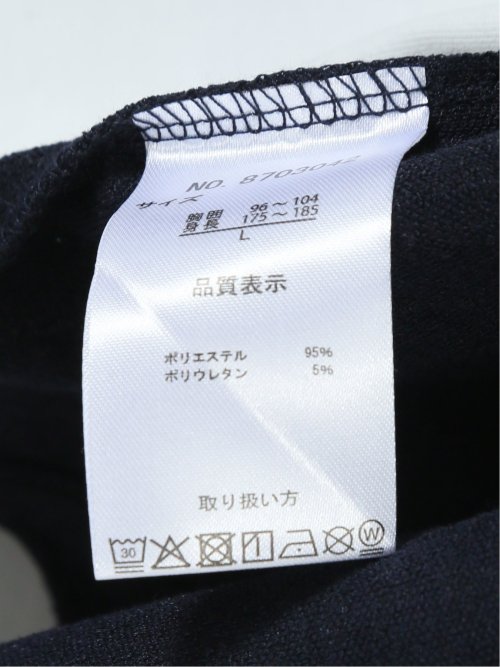 NO. 8703042
サイズ
胸囲 96～104
身長 175～185
L
品質表示
ポリエステル 95%
ポリウレタン 5%
取り扱い方
30
W